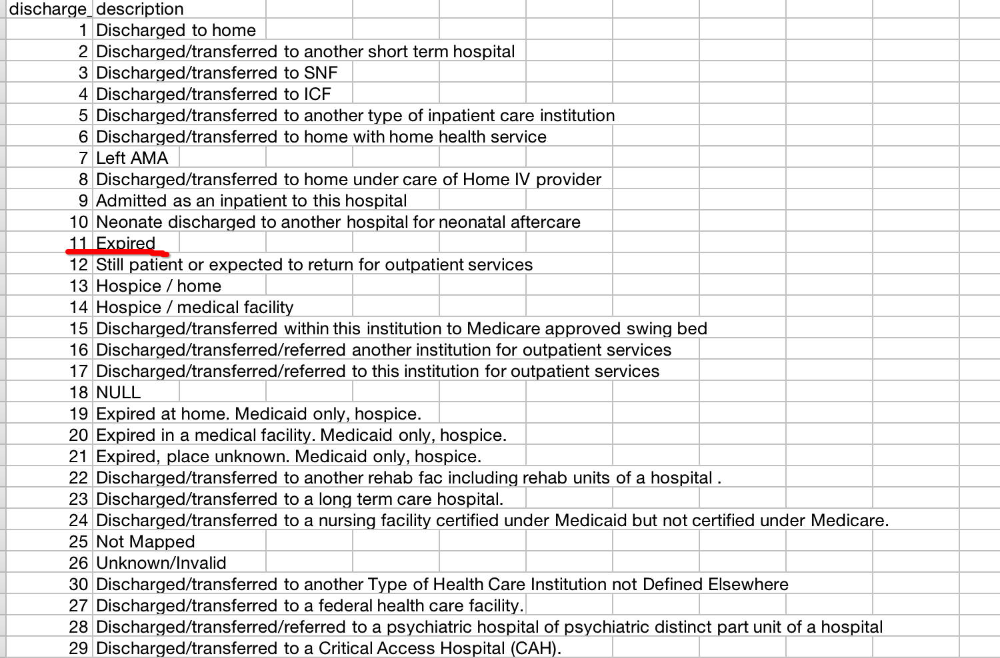 discharge_ description
1 Discharged to home
2 Discharged/transferred to another short term hospital
3 Discharged/transferred to SNF
4 Discharged/transferred to ICF
5 Discharged/transferred to another type of inpatient care institution
6 Discharged/transferred to home with home health service
7 Left AMA
8 Discharged/transferred to home under care of Home IV provider
9 Admitted as an inpatient to this hospital
10 Neonate discharged to another hospital for neonatal aftercare
11 Expired
12 Still patient or expected to return for outpatient services
13 Hospice / home
14 Hospice / medical facility
15 Discharged/transferred within this institution to Medicare approved swing bed
16 Discharged/transferred/referred another institution for outpatient services
17 Discharged/transferred/referred to this institution for outpatient services
18 NULL
19 Expired at home. Medicaid only, hospice.
20 Expired in a medical facility. Medicaid only, hospice.
21 Expired, place unknown. Medicaid only, hospice.
22 Discharged/transferred to another rehab fac including rehab units of a hospital .
23 Discharged/transferred to a long term care hospital.
24 Discharged/transferred to a nursing facility certified under Medicaid but not certified under Medicare.
25 Not Mapped
26 Unknown/Invalid
30 Discharged/transferred to another Type of Health Care Institution not Defined Elsewhere
27 Discharged/transferred to a federal health care facility.
28 Discharged/transferred/referred to a psychiatric hospital of psychiatric distinct part unit of a hospital
29 Discharged/transferred to a Critical Access Hospital (CAH).